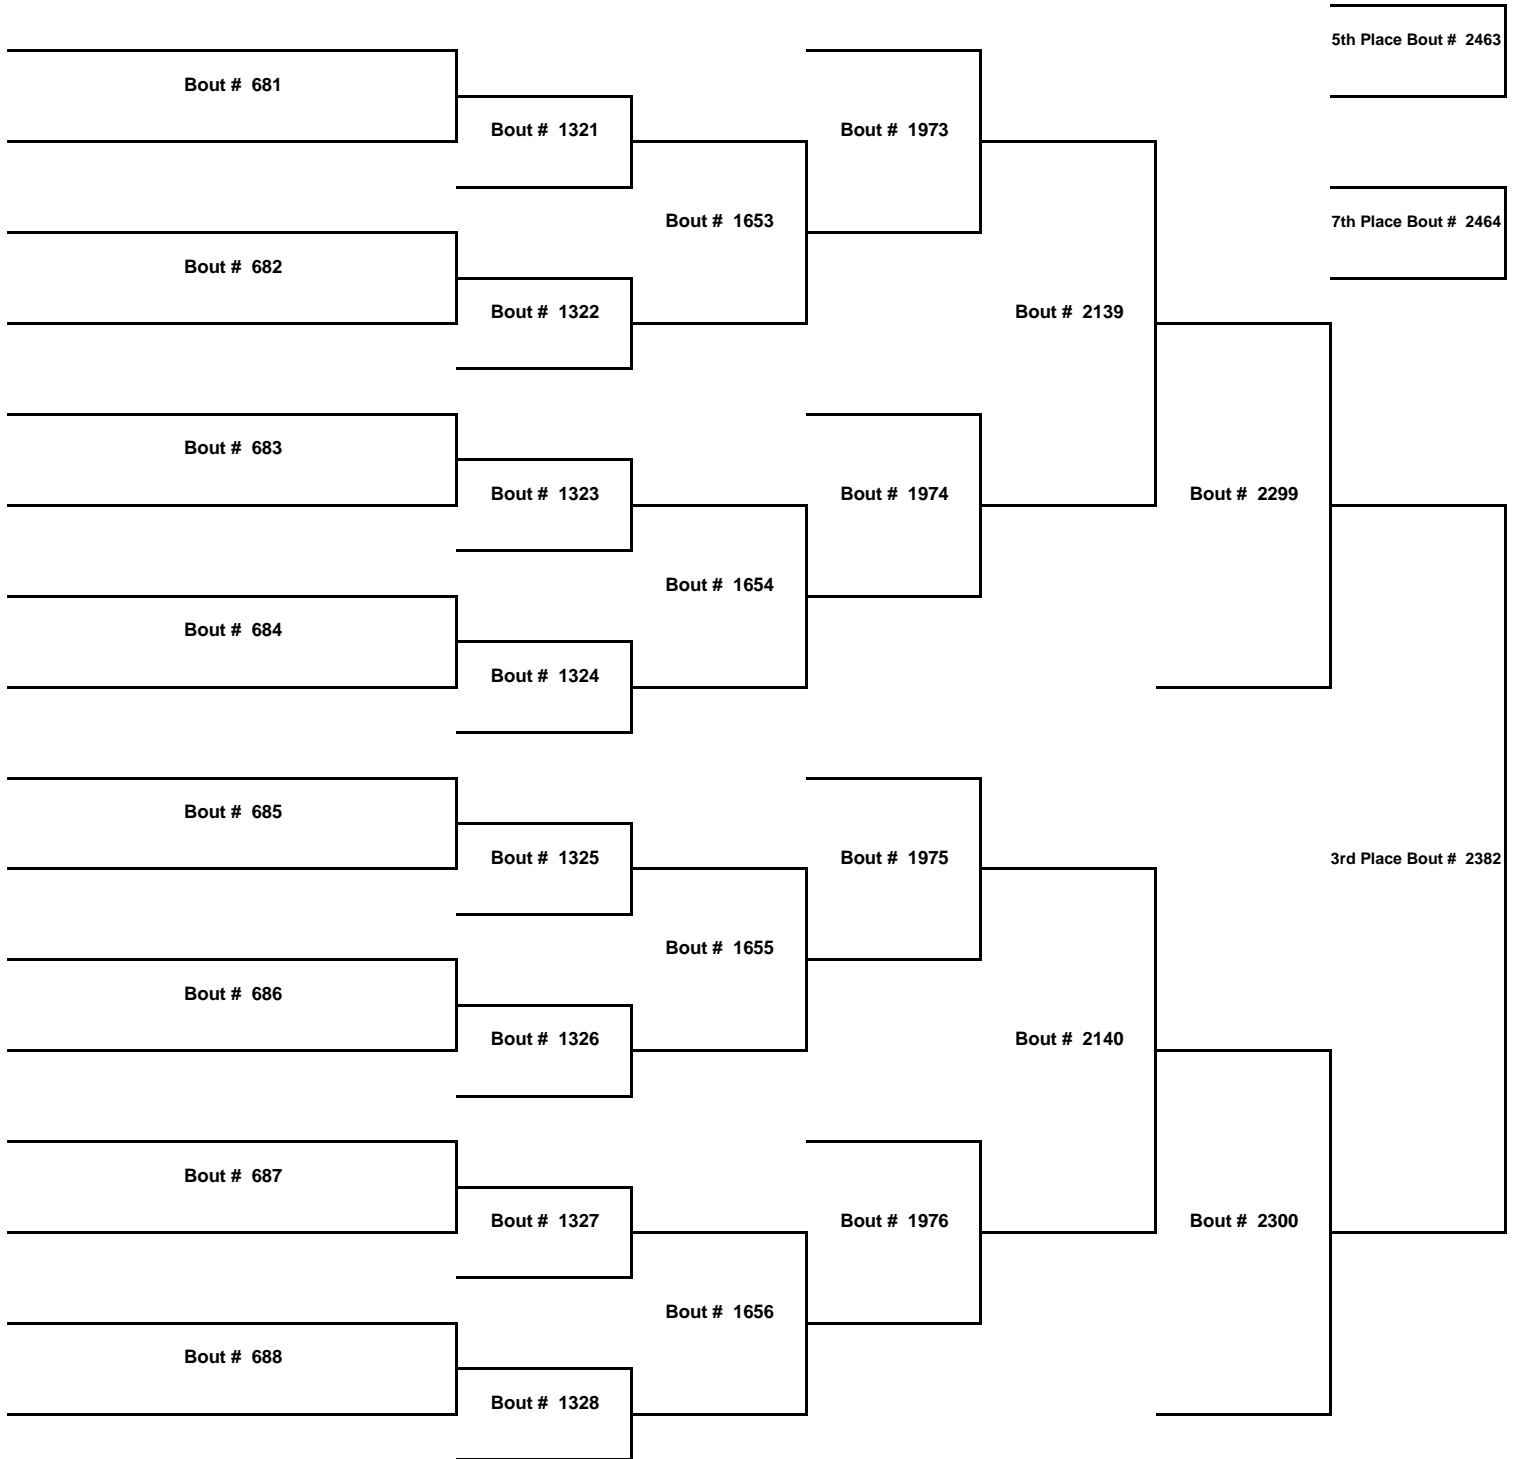 5th Place Bout # 2463
Bout # 681
Bout # 1321
Bout # 1973
Bout # 1653
7th Place Bout # 2464
Bout # 682
Bout # 1322
Bout # 2139
Bout # 683
Bout # 1323
Bout # 1974
Bout # 2299
Bout # 1654
Bout # 684
Bout # 1324
Bout # 685
Bout # 1325
Bout # 1975
3rd Place Bout # 2382
Bout # 1655
Bout # 686
Bout # 1326
Bout # 2140
Bout # 687
Bout # 1327
Bout # 1976
Bout # 2300
Bout # 1656
Bout # 688
Bout # 1328